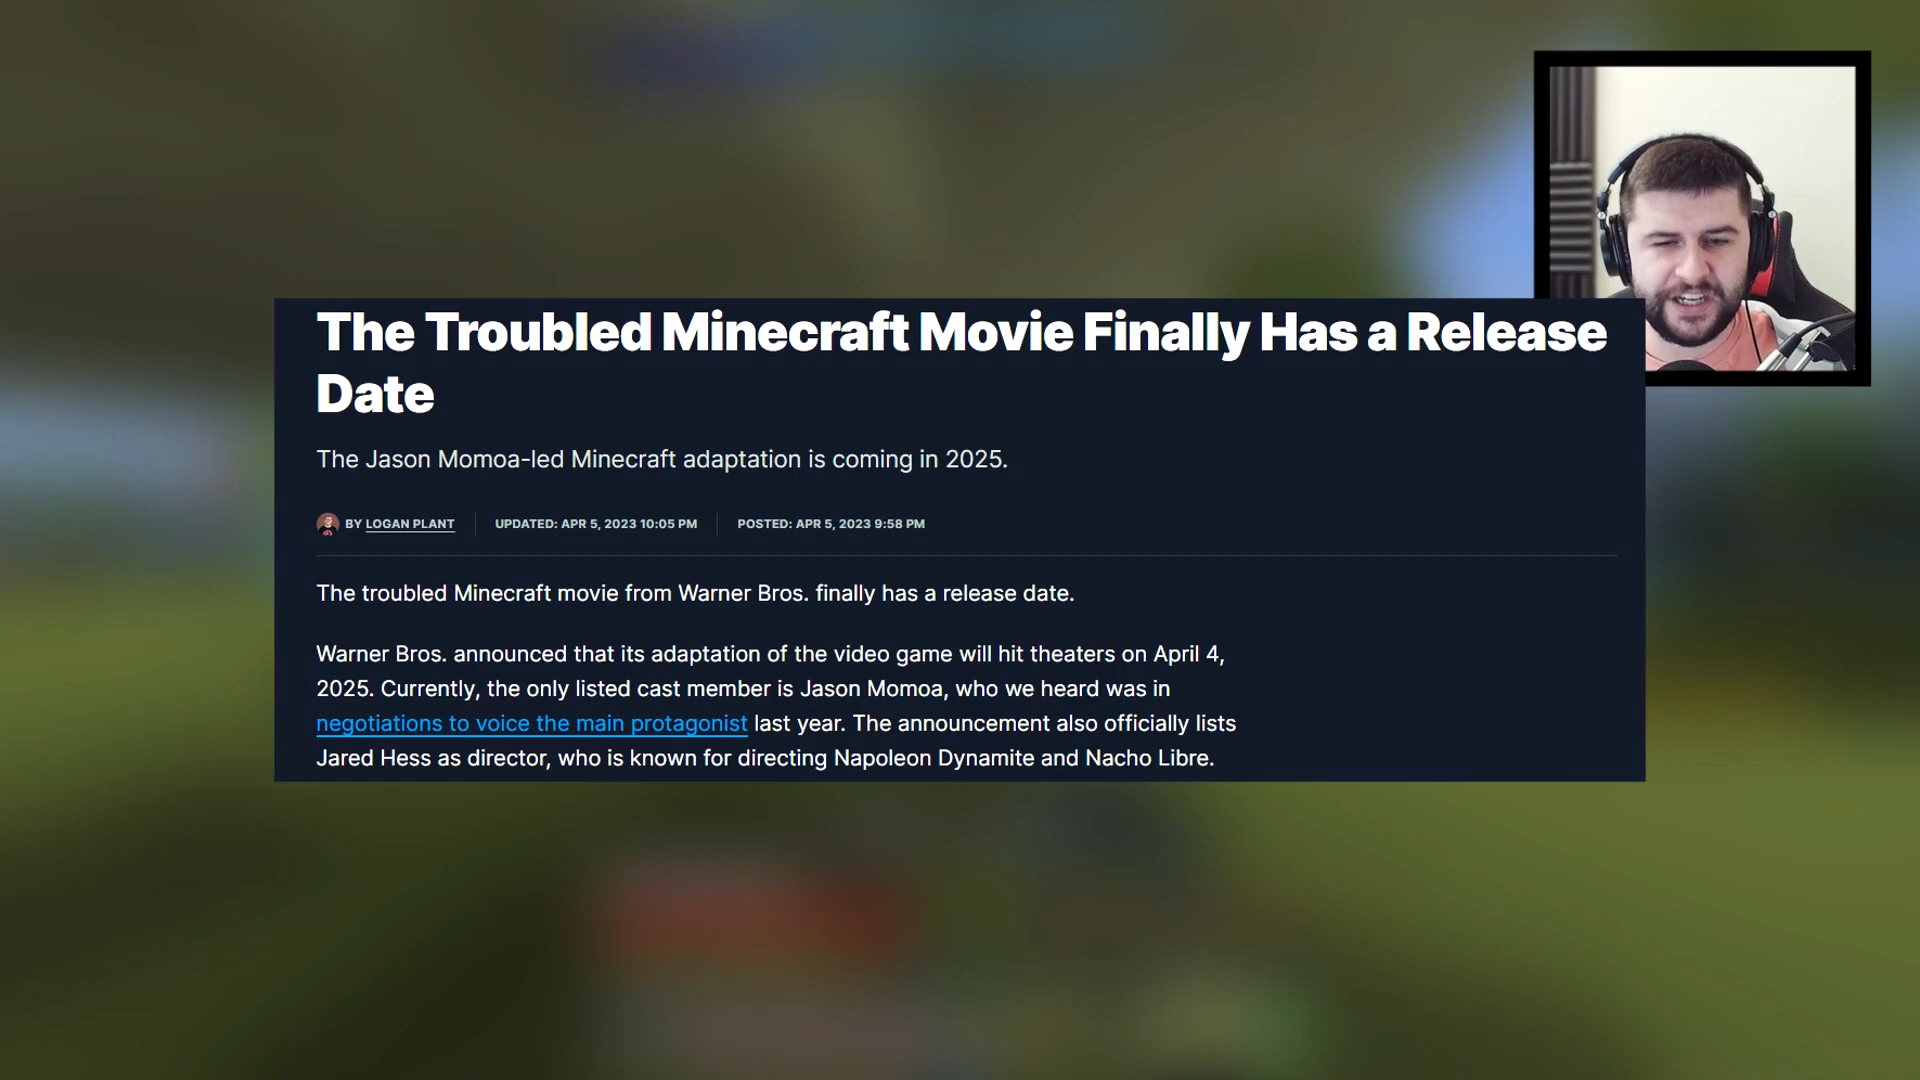 The Troubled Minecraft Movie Finally Has a Release
Date
The Jason Momoa-led Minecraft adaptation is coming in 2025.
BY LOGAN PLANT UPDATED: APR 5, 2023 10:05 PM POSTED: APR 5, 2023 9:58 PM
The troubled Minecraft movie from Warner Bros. finally has a release date.
Warner Bros. announced that its adaptation of the video game will hit theaters on April 4,
2025. Currently, the only listed cast member is Jason Momoa, who we heard was in
negotiations to voice the main protagonist last year. The announcement also officially lists
Jared Hess as director, who is known for directing Napoleon Dynamite and Nacho Libre.